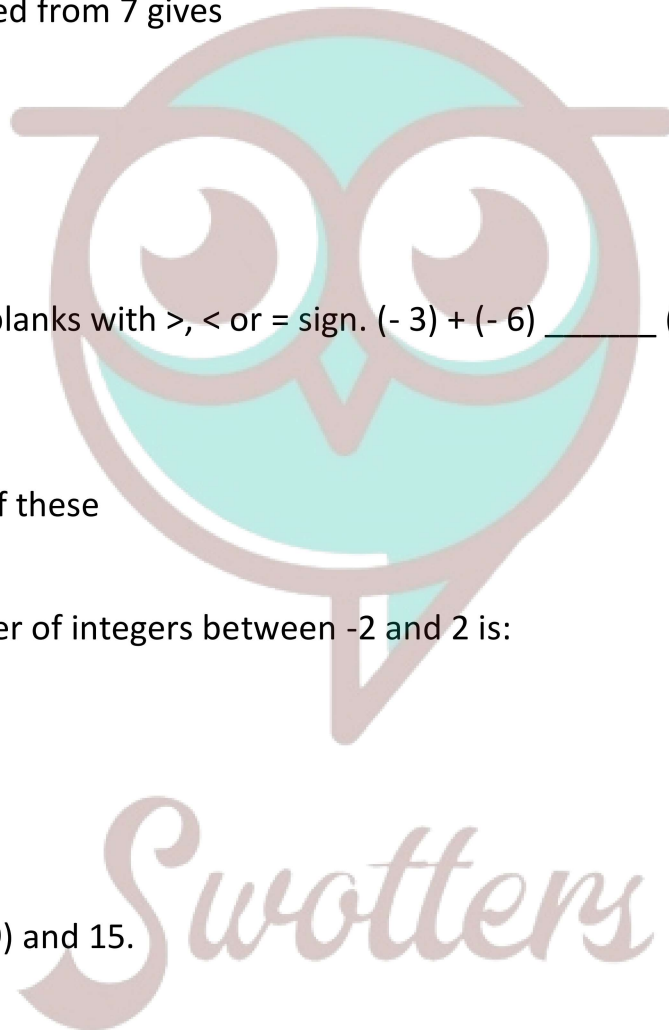 ed from 7 gives
lanks with >, < or = sign. (- 3) + (- 6) ______ (
f these
er of integers between -2 and 2 is:
) and 15.
Swotters